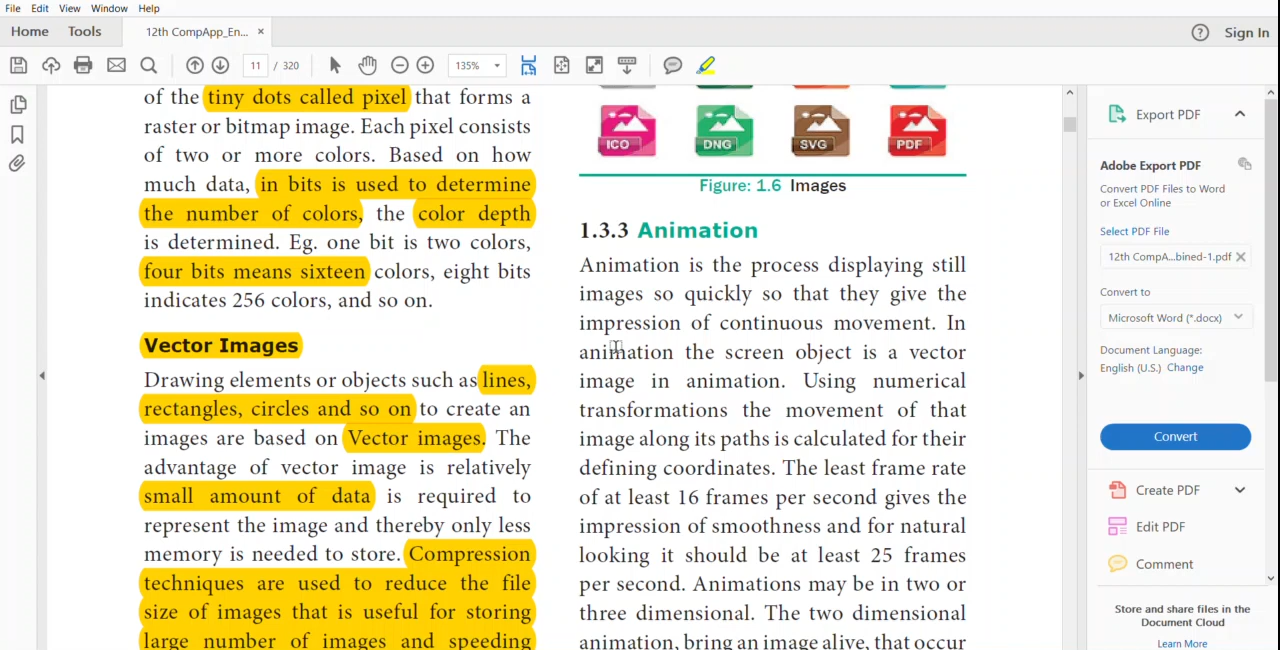 File Edit View Window Help
Home Tools 12th CompApp_En... × ? Sign In
11 / 320 135%
of the tiny dots called pixel that forms a
raster or bitmap image. Each pixel consists
of two or more colors. Based on how
much data, in bits is used to determine
the number of colors, the color depth
is determined. Eg. one bit is two colors,
four bits means sixteen colors, eight bits
indicates 256 colors, and so on.
Vector Images
Drawing elements or objects such as lines,
rectangles, circles and so on to create an
images are based on Vector images. The
advantage of vector image is relatively
small amount of data is required to
represent the image and thereby only less
memory is needed to store. Compression
techniques are used to reduce the file
size of images that is useful for storing
large number of images and speeding
ICO DNG SVG PDF
Figure: 1.6 Images
1.3.3 Animation
Animation is the process displaying still
images so quickly so that they give the
impression of continuous movement. In
animation the screen object is a vector
image in animation. Using numerical
transformations the movement of that
image along its paths is calculated for their
defining coordinates. The least frame rate
of at least 16 frames per second gives the
impression of smoothness and for natural
looking it should be at least 25 frames
per second. Animations may be in two or
three dimensional. The two dimensional
animation, bring an image alive, that occur
Export PDF
Adobe Export PDF
Convert PDF Files to Word
or Excel Online
Select PDF File
12th CompA...bined-1.pdf ×
Convert to
Microsoft Word (*.docx)
Document Language:
English (U.S.) Change
Convert
Create PDF
Edit PDF
Comment
Store and share files in the
Document Cloud
Learn More